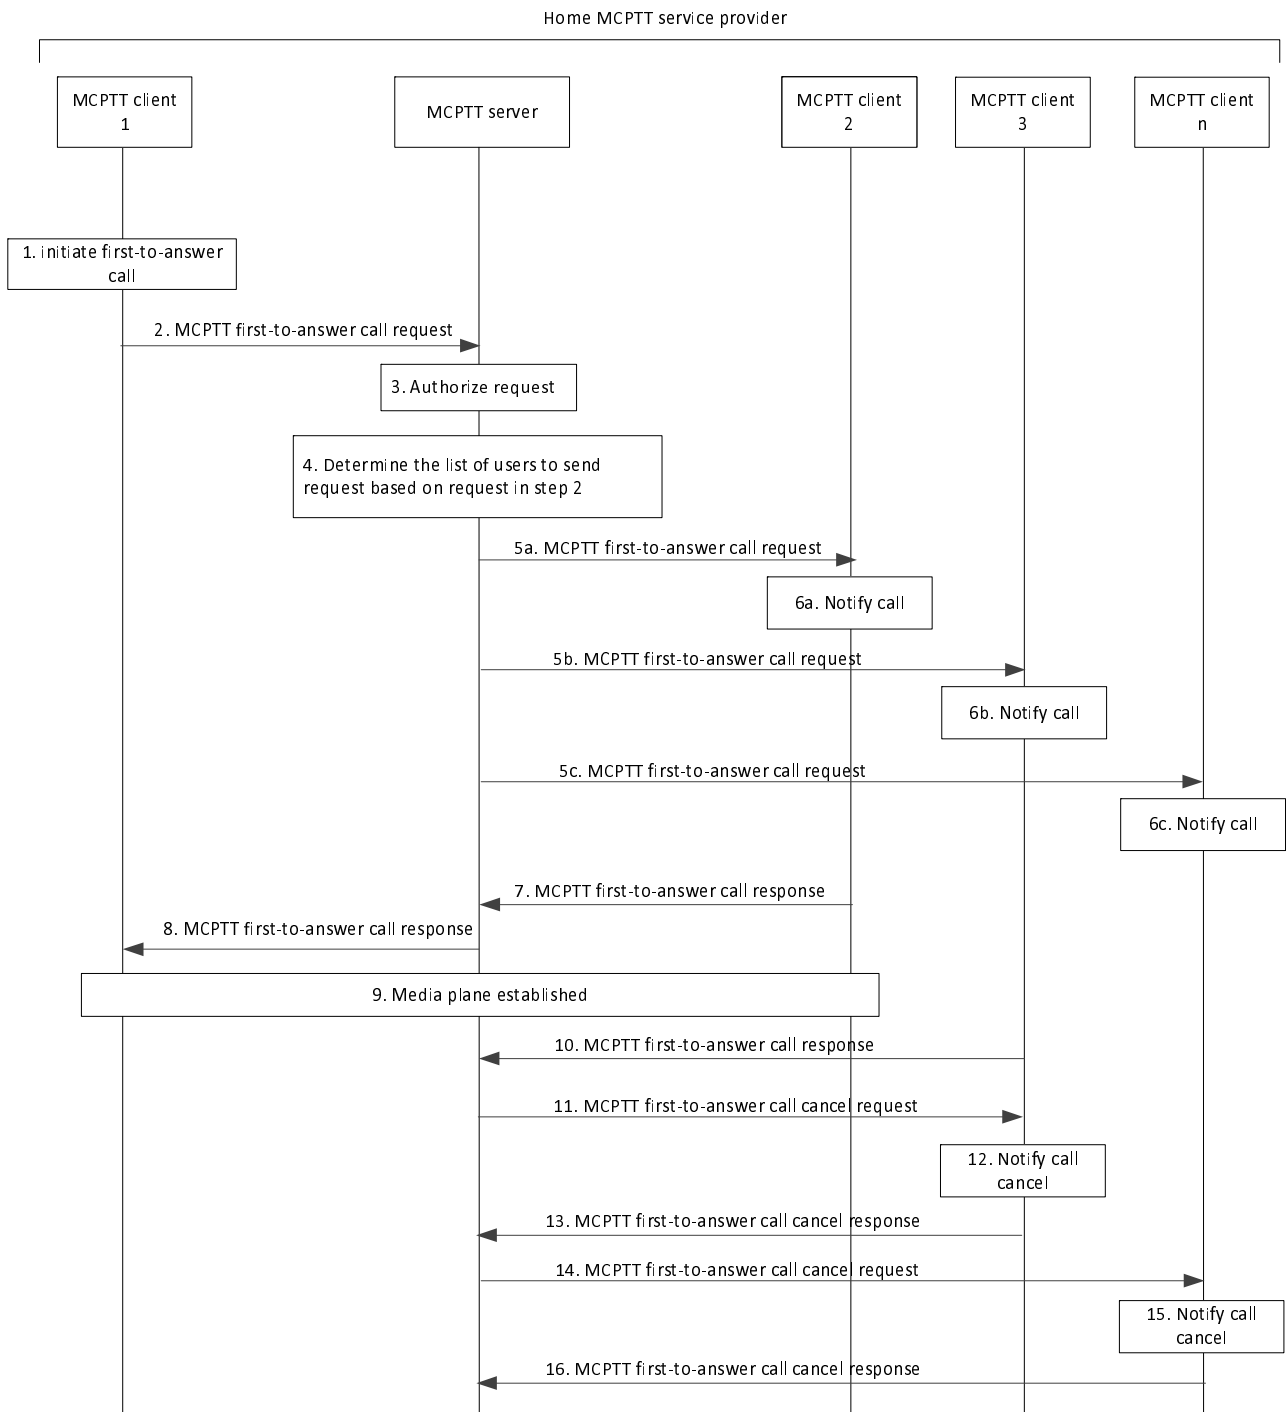 Home MCPTT service provider
MCPTT client
1
MCPTT server
MCPTT client
2
MCPTT client
3
MCPTT client
n
1. initiate first-to-answer
call
2. MCPTT first-to-answer call request
3. Authorize request
4. Determine the list of users to send
request based on request in step 2
5a. MCPTT first-to-answer call request
6a. Notify call
5b. MCPTT first-to-answer call request
6b. Notify call
5c. MCPTT first-to-answer call request
6c. Notify call
7. MCPTT first-to-answer call response
8. MCPTT first-to-answer call response
9. Media plane established
10. MCPTT first-to-answer call response
11. MCPTT first-to-answer call cancel request
12. Notify call
cancel
13. MCPTT first-to-answer call cancel response
14. MCPTT first-to-answer call cancel request
15. Notify call
cancel
16. MCPTT first-to-answer call cancel response